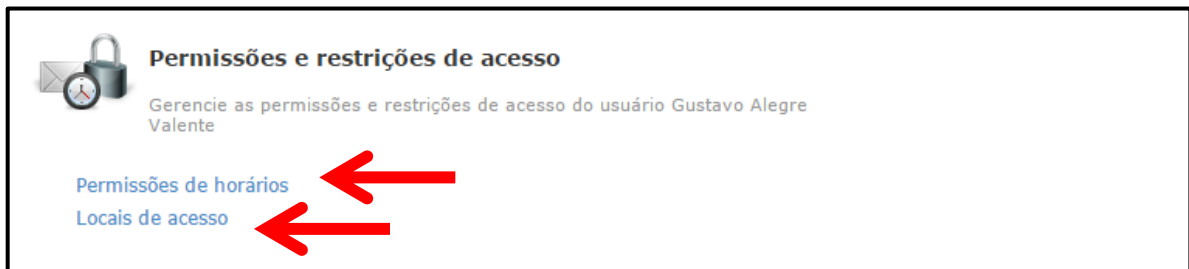 Permissões e restrições de acesso
Gerencie as permissões e restrições de acesso do usuário Gustavo Alegre
Valente
Permissões de horários
Locais de acesso